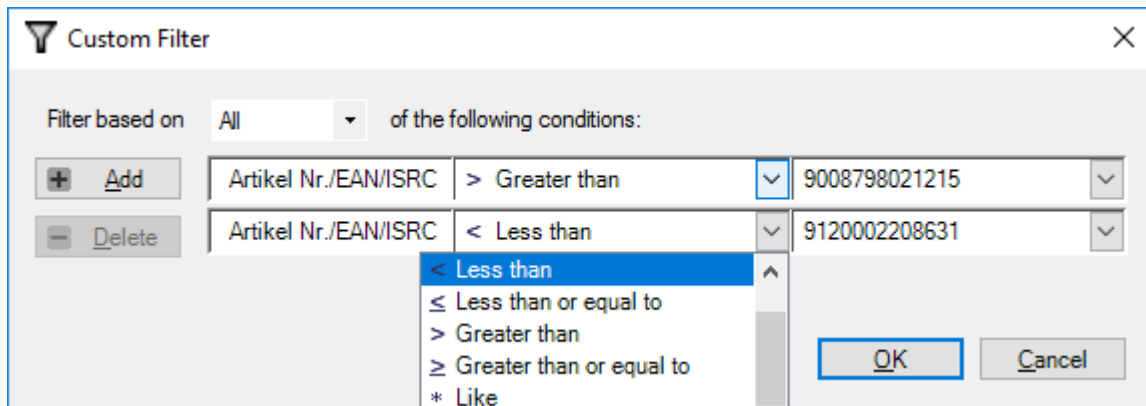 Custom Filter
Filter based on All of the following conditions:
Add Artikel Nr./EAN/ISRC > Greater than 9008798021215
Delete Artikel Nr./EAN/ISRC < Less than 9120002208631
< Less than
≤ Less than or equal to
> Greater than
≥ Greater than or equal to
* Like
OK Cancel